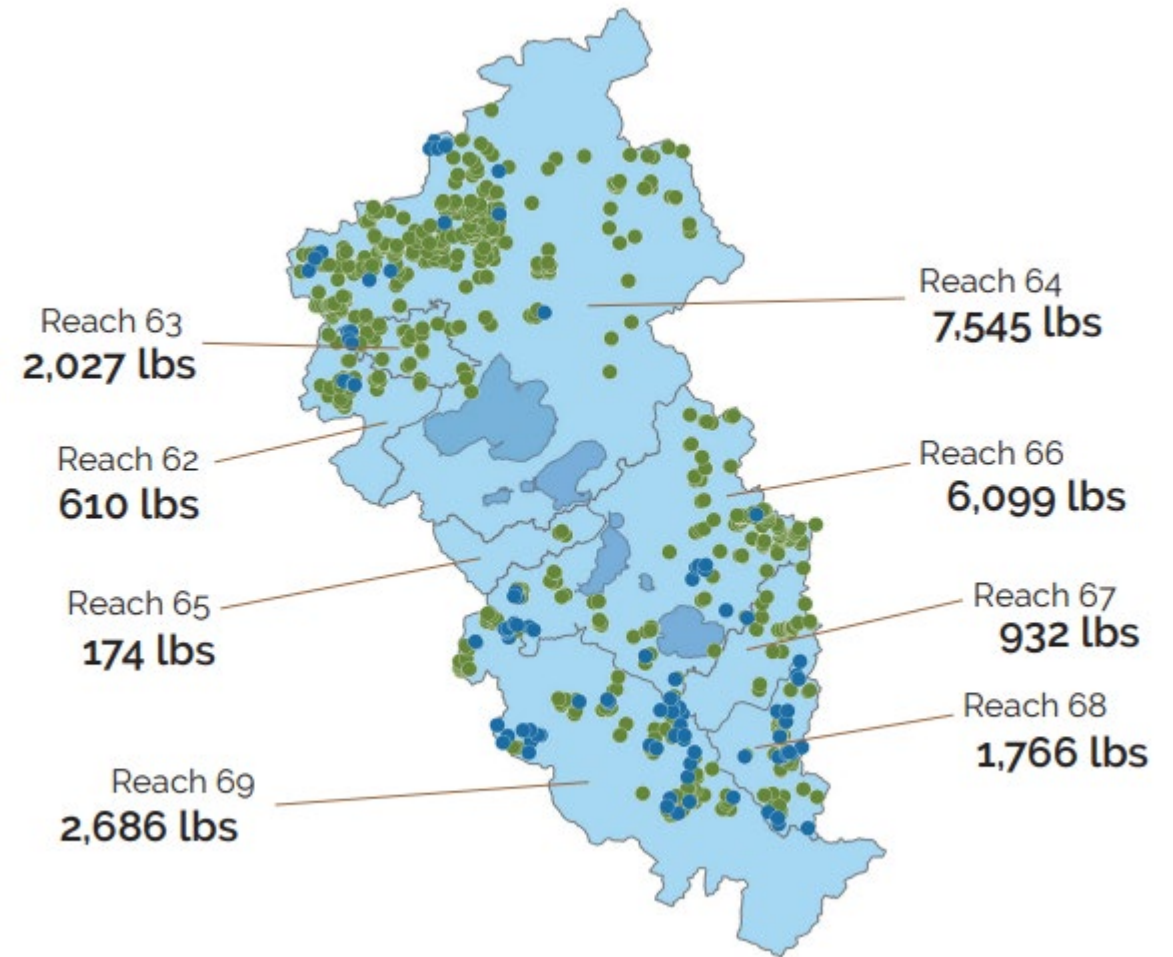 Reach 64
7,545 lbs
Reach 63
2,027 lbs
Reach 62
610 lbs
Reach 66
6,099 lbs
Reach 65
174 lbs
Reach 67
932 lbs
Reach 68
1,766 lbs
Reach 69
2,686 lbs